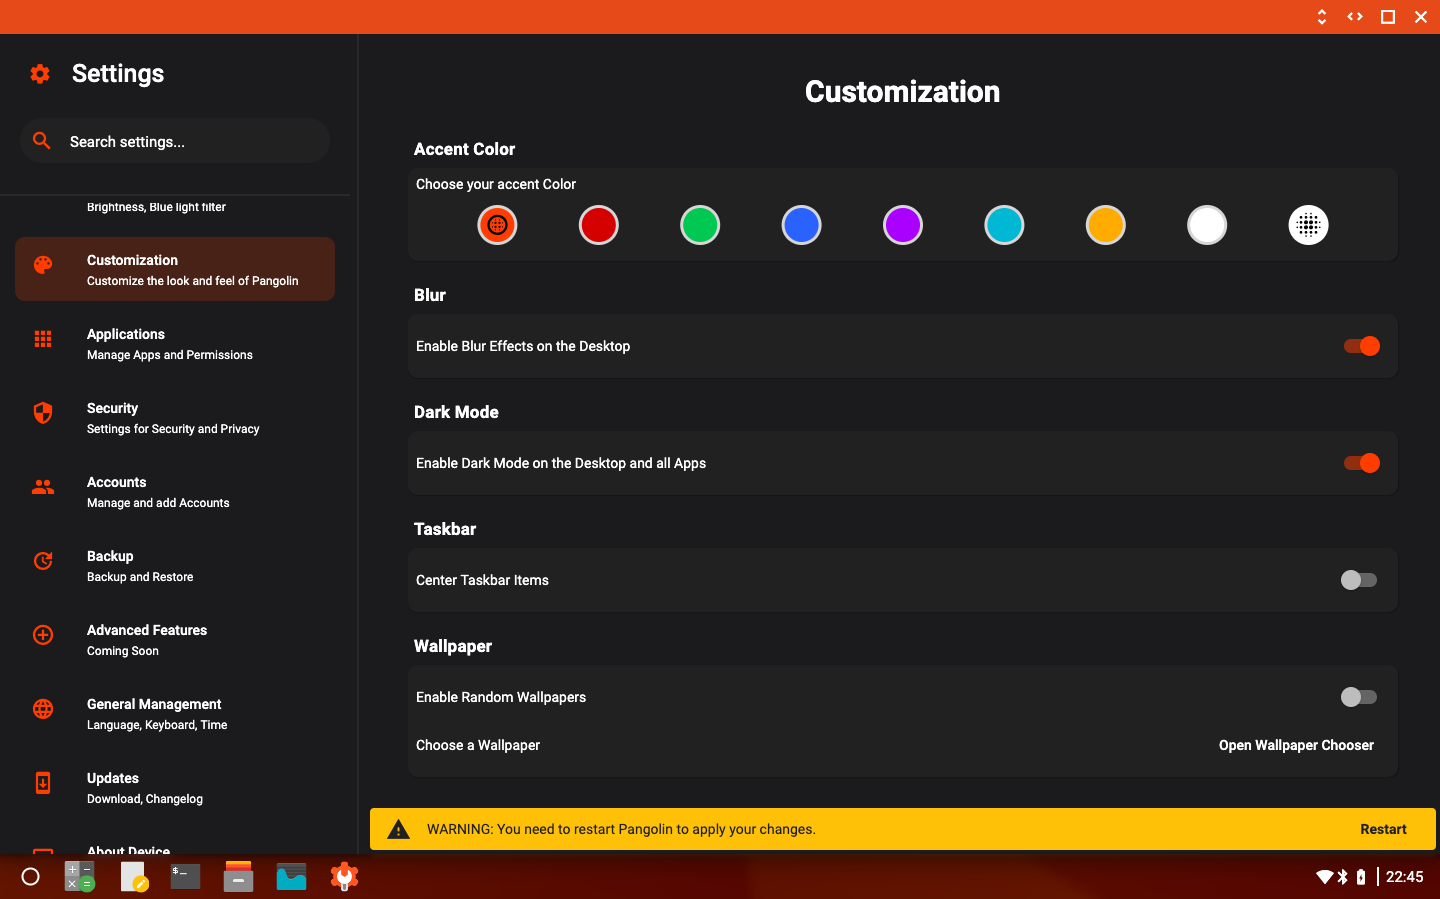 Settings
Search settings...
Brightness, Blue light filter
Customization
Customize the look and feel of Pangolin
Applications
Manage Apps and Permissions
Security
Settings for Security and Privacy
Accounts
Manage and add Accounts
Backup
Backup and Restore
Advanced Features
Coming Soon
General Management
Language, Keyboard, Time
Updates
Download, Changelog
About Device
Customization
Accent Color
Choose your accent Color
Blur
Enable Blur Effects on the Desktop
Dark Mode
Enable Dark Mode on the Desktop and all Apps
Taskbar
Center Taskbar Items
Wallpaper
Enable Random Wallpapers
Choose a Wallpaper
Open Wallpaper Chooser
WARNING: You need to restart Pangolin to apply your changes.
Restart
22:45